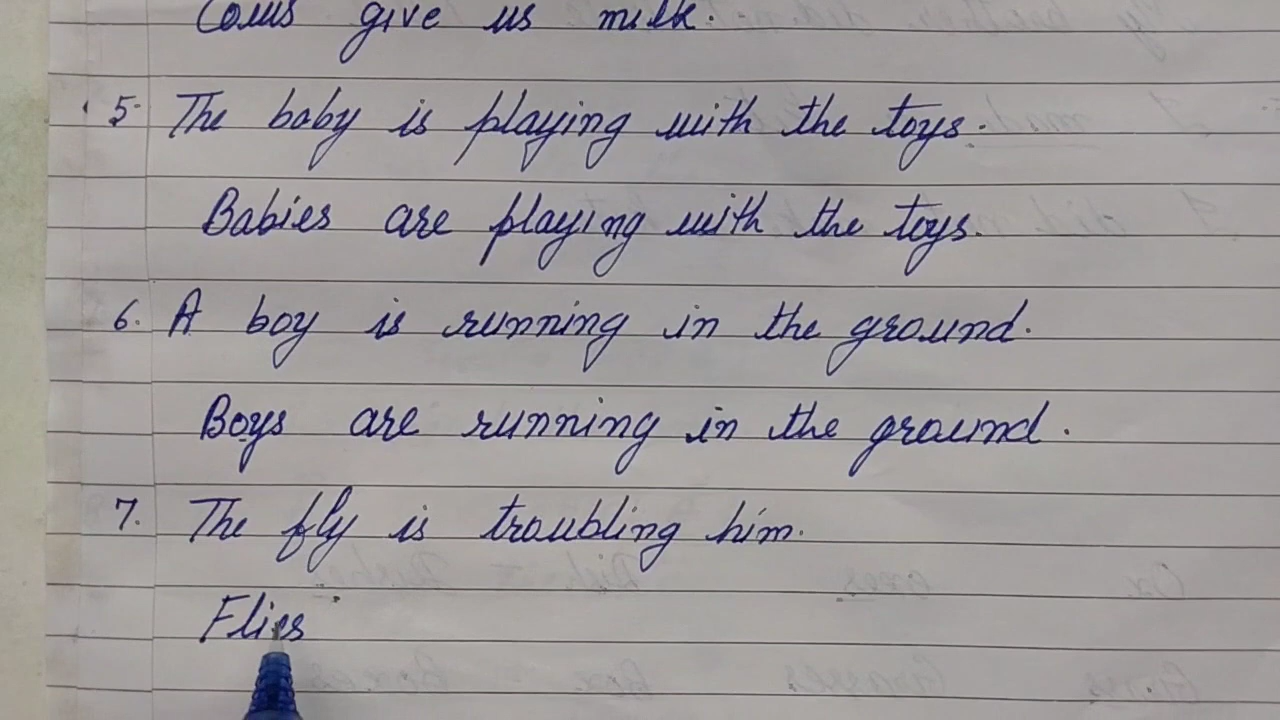 Cows give us milk.
5. The baby is playing with the toys.
Babies are playing with the toys.
6. A boy is running in the ground.
Boys are running in the ground.
7. The fly is troubling him.
Flies